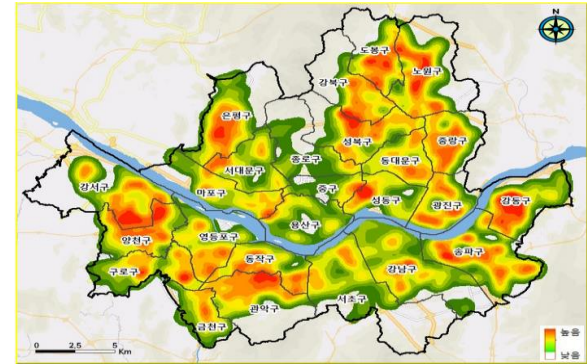 N
도봉구
노원구
강북구
은평구
성북구
중랑구
종로구
동대문구
서대문구
강서구
마포구
중구
성동구
광진구
강동구
용산구
양천구
영등포구
송파구
동작구
강남구
구로구
관악구
서초구
금천구
높음
낮음
0 2.5 5
Km